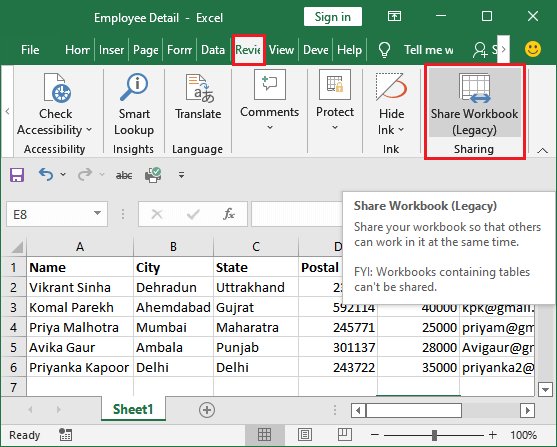 Employee Detail - Excel
Sign in
File Hom Inser Page Form Data Revie View Deve Help Tell me w Sh
Check Accessibility
Smart Lookup
Translate
Comments
Protect
Hide Ink
Share Workbook (Legacy)
Accessibility Insights Language Ink Sharing
abc
E8 fx
Share Workbook (Legacy)
Share your workbook so that others
can work in it at the same time.
FYI: Workbooks containing tables
can't be shared.
A B C D
1 Name City State Postal
2 Vikrant Sinha Dehradun Uttrakhand
3 Komal Parekh Ahemdabad Gujrat 592114 40000 kpk@gmail.
4 Priya Malhotra Mumbai Maharatra 245771 25000 priyam@gm
5 Avika Gaur Ambala Punjab 301137 28000 Avigaur@gm
6 Priyanka Kapoor Delhi Delhi 243722 35000 priyanka2@
7
Sheet1
Ready 100%